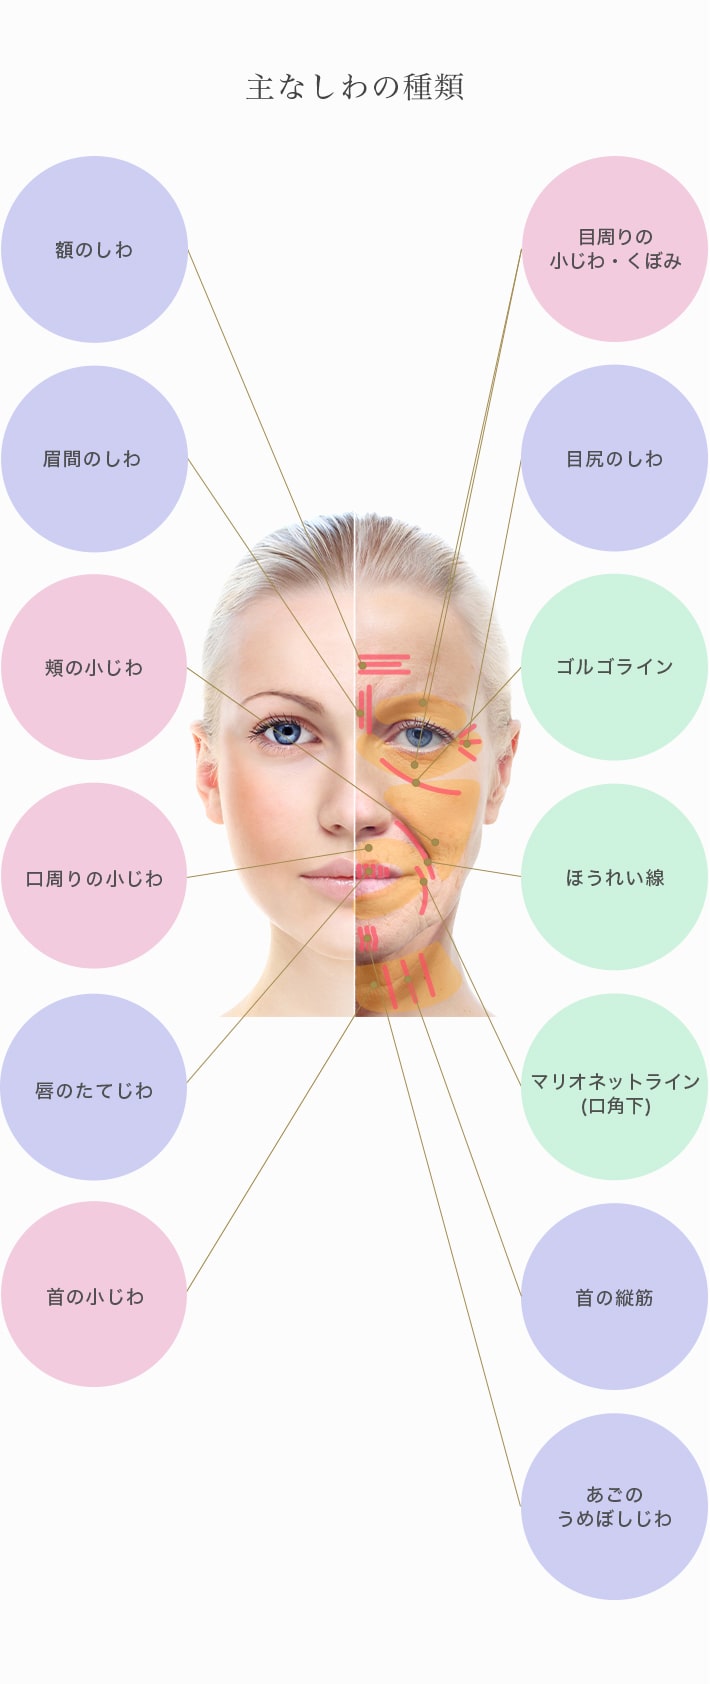 主なしわの種類
額のしわ
眉間のしわ
頬の小じわ
口周りの小じわ
唇のたてじわ
首の小じわ
目周りの
小じわ・くぼみ
目尻のしわ
ゴルゴライン
ほうれい線
マリオネットライン
(口角下)
首の縦筋
あごの
うめぼしじわ